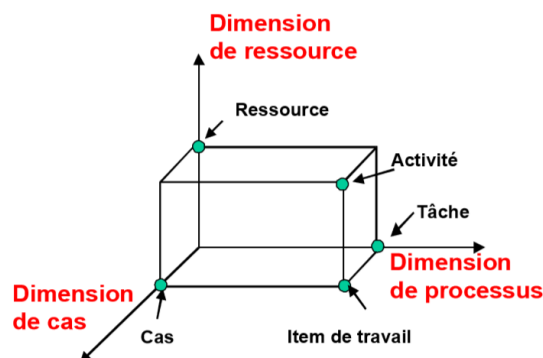 Dimension
de ressource
Ressource
Activité
Tâche
Dimension
de processus
Dimension
de cas
Cas
Item de travail